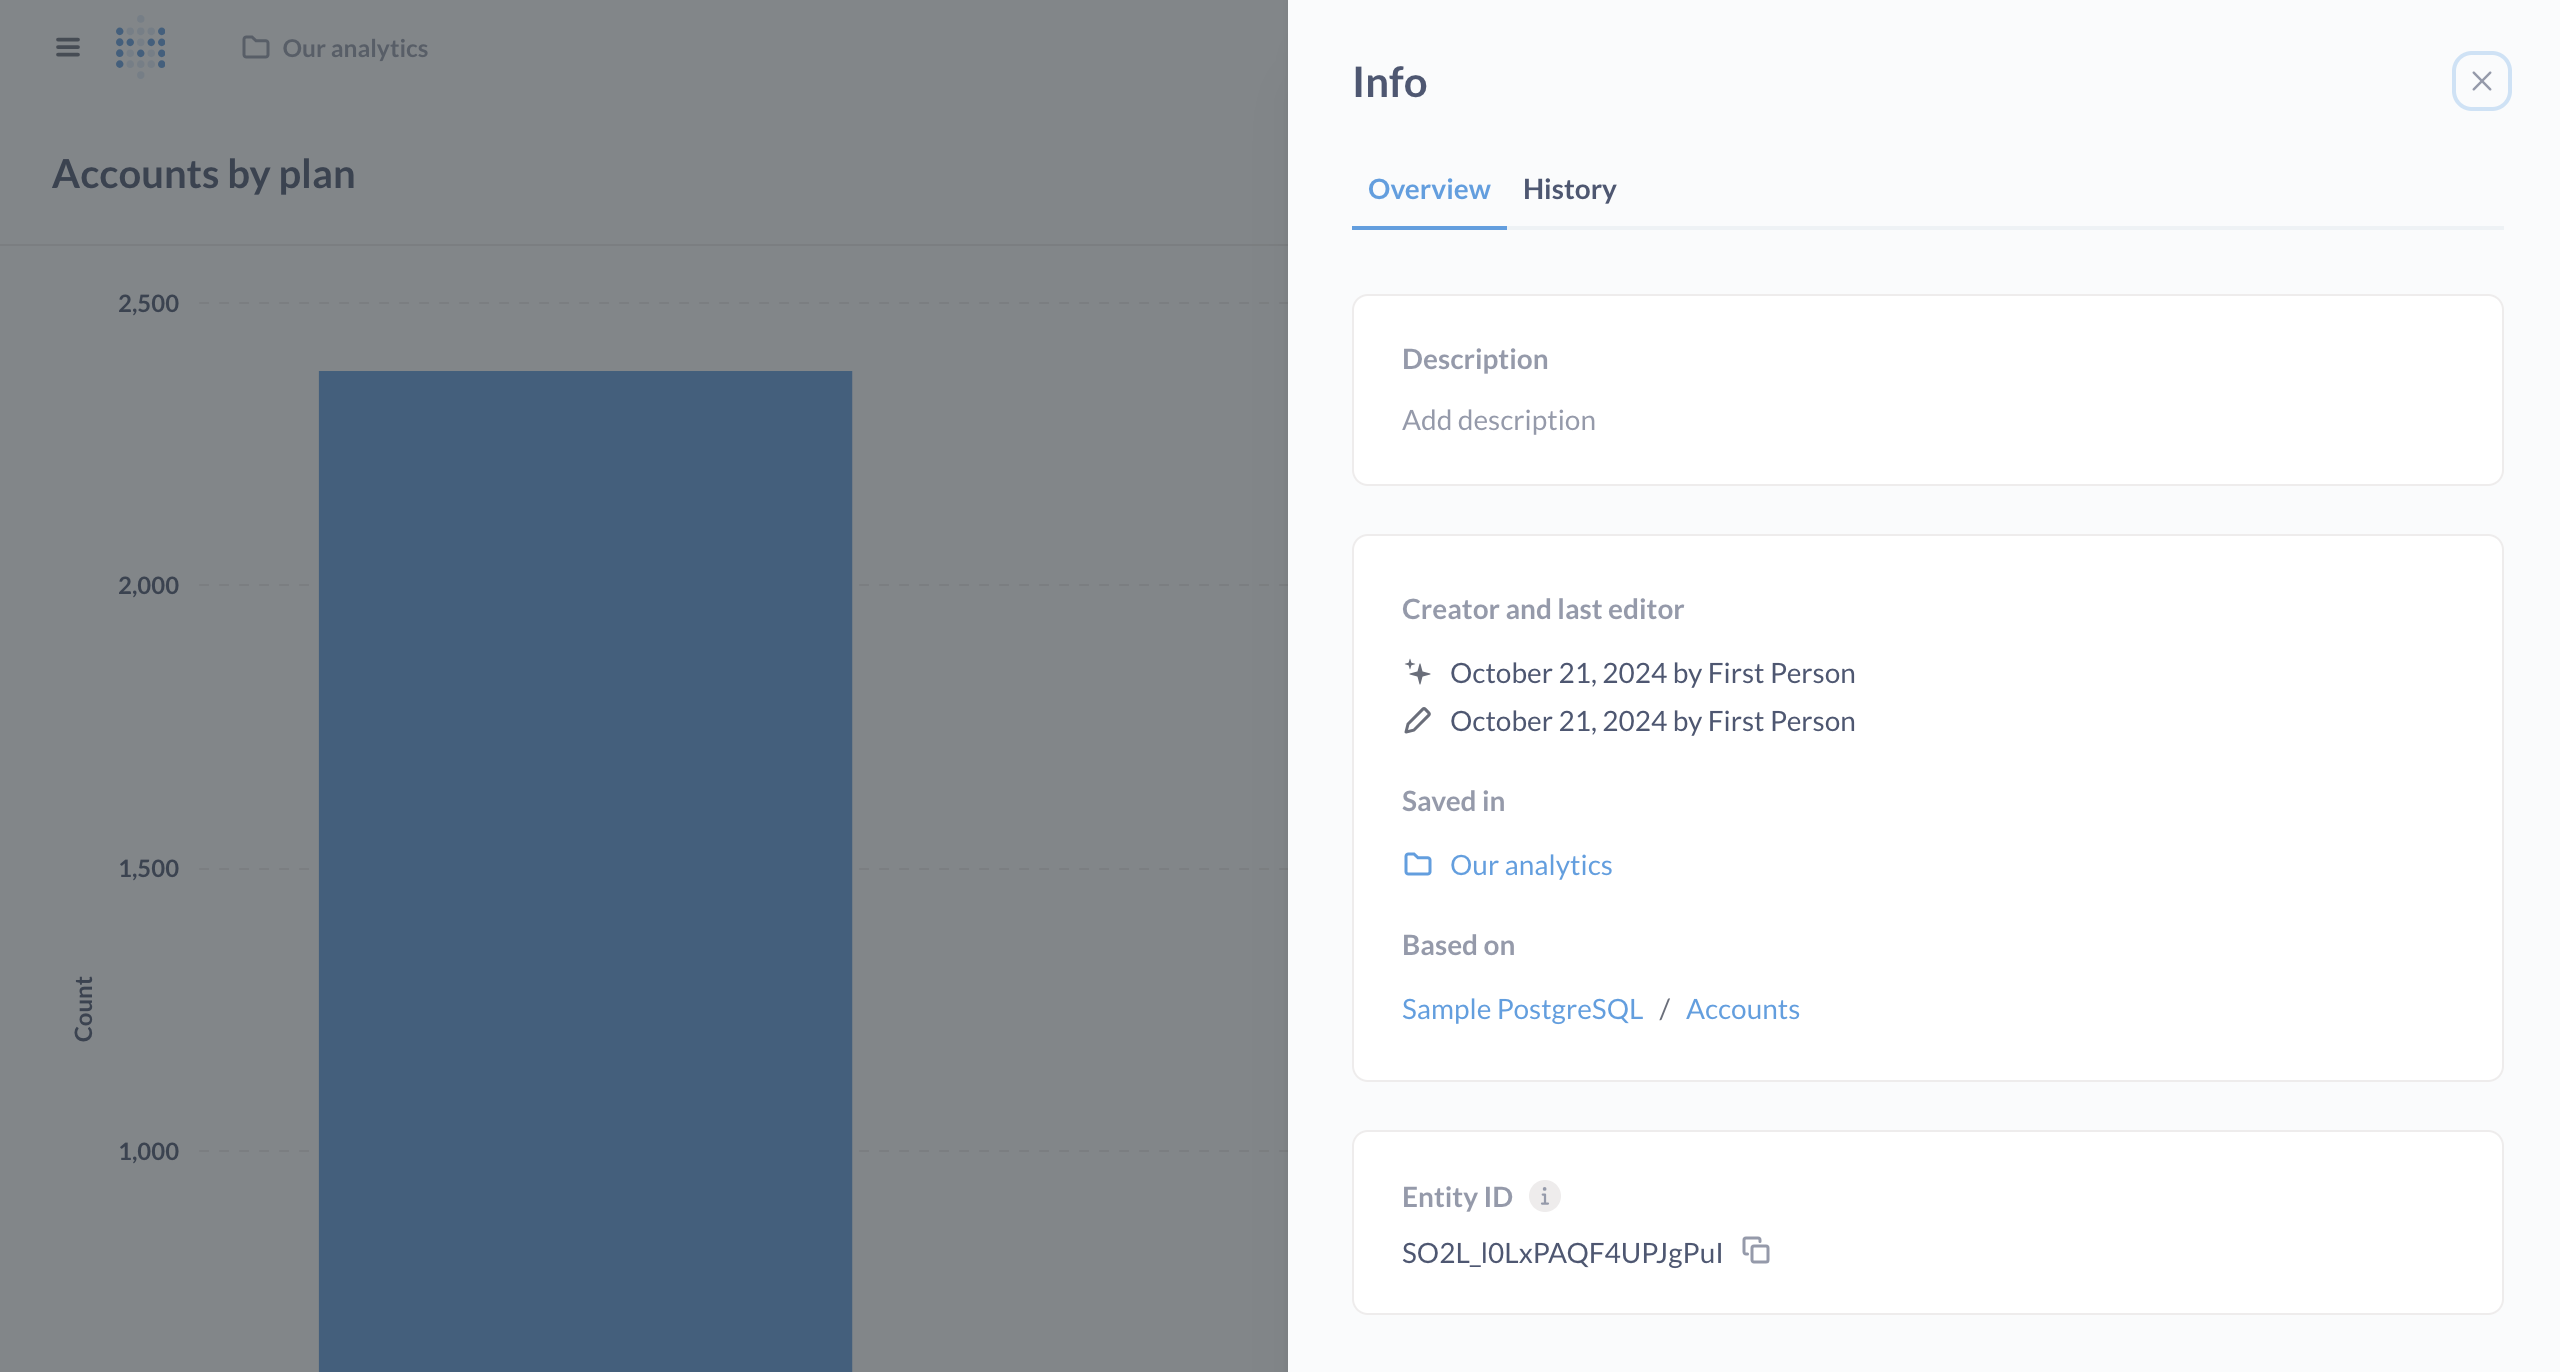 Our analytics
Accounts by plan
2,500
2,000
1,500
1,000
Count
Info
Overview History
Description
Add description
Creator and last editor
October 21, 2024 by First Person
October 21, 2024 by First Person
Saved in
Our analytics
Based on
Sample PostgreSQL / Accounts
Entity ID
SO2L_l0LxPAQF4UPJgPuI